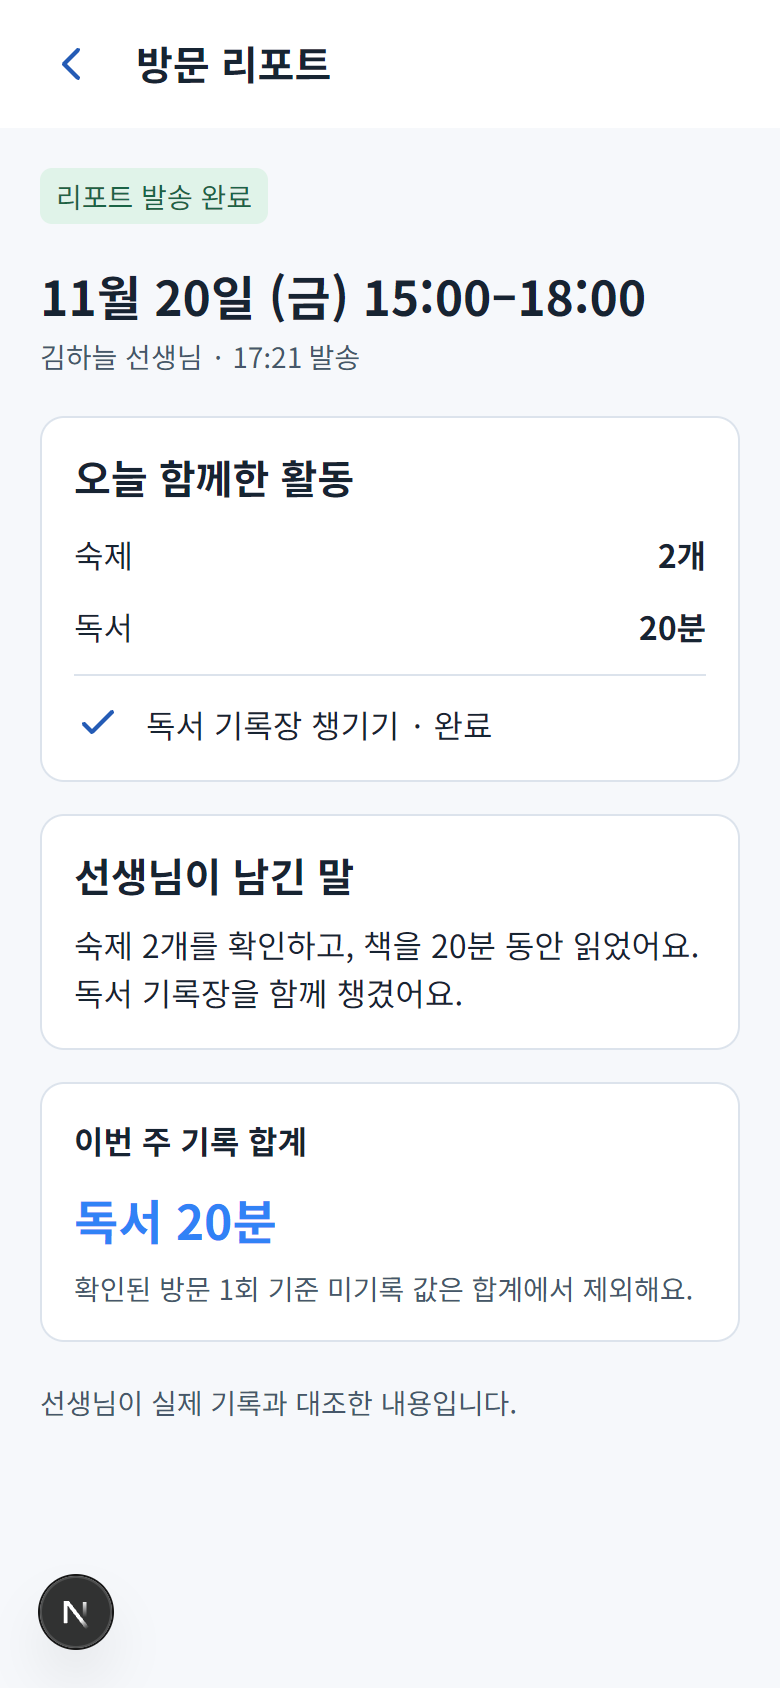 방문 리포트
리포트 발송 완료
11월 20일 (금) 15:00–18:00
김하늘 선생님 · 17:21 발송
오늘 함께한 활동
숙제 2개
독서 20분
독서 기록장 챙기기 · 완료
선생님이 남긴 말
숙제 2개를 확인하고, 책을 20분 동안 읽었어요.
독서 기록장을 함께 챙겼어요.
이번 주 기록 합계
독서 20분
확인된 방문 1회 기준 미기록 값은 합계에서 제외해요.
선생님이 실제 기록과 대조한 내용입니다.
N